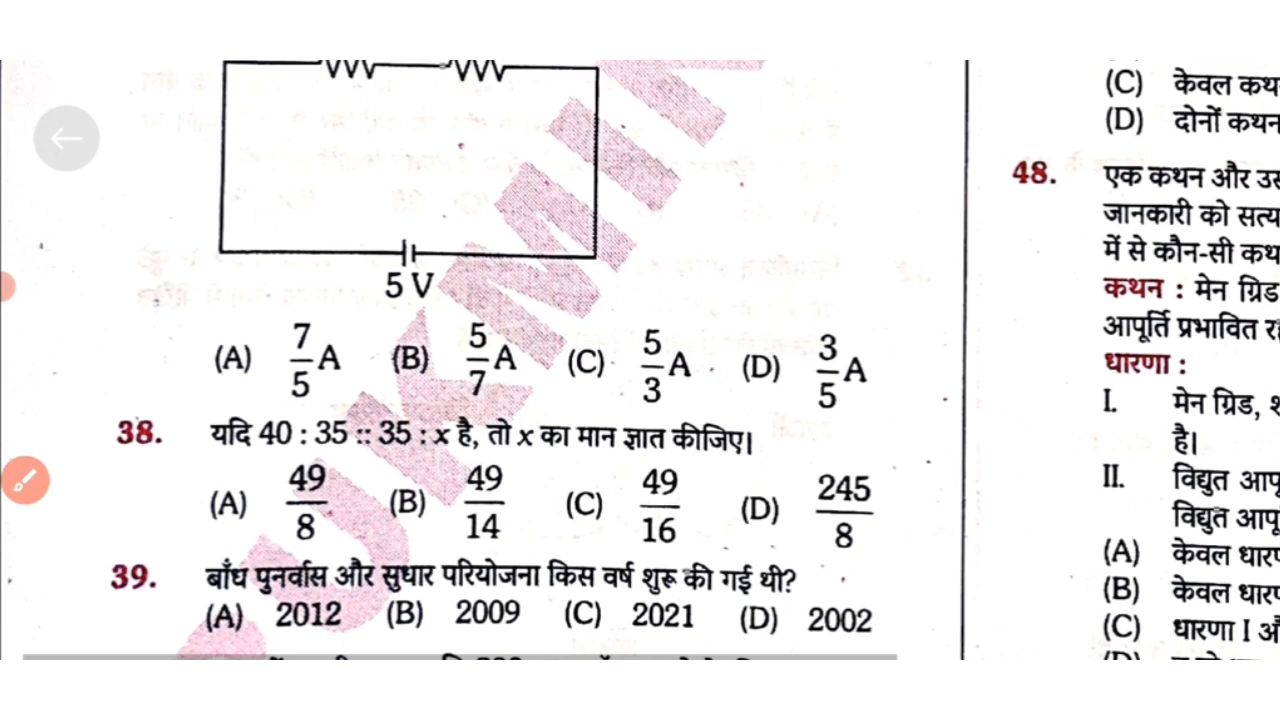 5 V
(A) 7/5 A (B) 5/7 A (C) 5/3 A (D) 3/5 A
38. यदि 40 : 35 :: 35 : x है, तो x का मान ज्ञात कीजिए।
(A) 49/8 (B) 49/14 (C) 49/16 (D) 245/8
39. बाँध पुनर्वास और सुधार परियोजना किस वर्ष शुरू की गई थी?
(A) 2012 (B) 2009 (C) 2021 (D) 2002
(C) केवल कथ
(D) दोनों कथन
48. एक कथन और उस
जानकारी को सत्य
में से कौन-सी कथ
कथन : मेन ग्रिड
आपूर्ति प्रभावित
धारणा :
I. मेन ग्रिड,
है।
II. विद्युत आपू
विद्युत आपू
(A) केवल धार
(B) केवल धार
(C) धारणा I औ